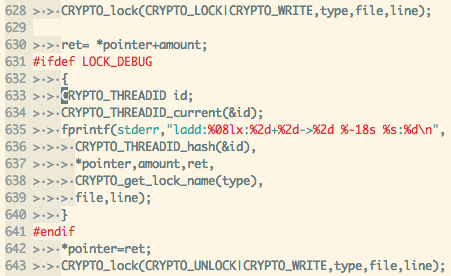 628 >·>·CRYPTO_lock(CRYPTO_LOCK|CRYPTO_WRITE,type,file,line);
629
630 >·>·ret= *pointer+amount;
631 #ifdef LOCK_DEBUG
632 >·>·{
633 >·>·CRYPTO_THREADID id;
634 >·>·CRYPTO_THREADID_current(&id);
635 >·>·fprintf(stderr,"ladd:%08lx:%2d+%2d->%2d %-18s %s:%d\n",
636 >·>·>·CRYPTO_THREADID_hash(&id),
637 >·>·>·*pointer,amount,ret,
638 >·>·>·CRYPTO_get_lock_name(type),
639 >·>·>·file,line);
640 >·>·}
641 #endif
642 >·>·*pointer=ret;
643 >·>·CRYPTO_lock(CRYPTO_UNLOCK|CRYPTO_WRITE,type,file,line);